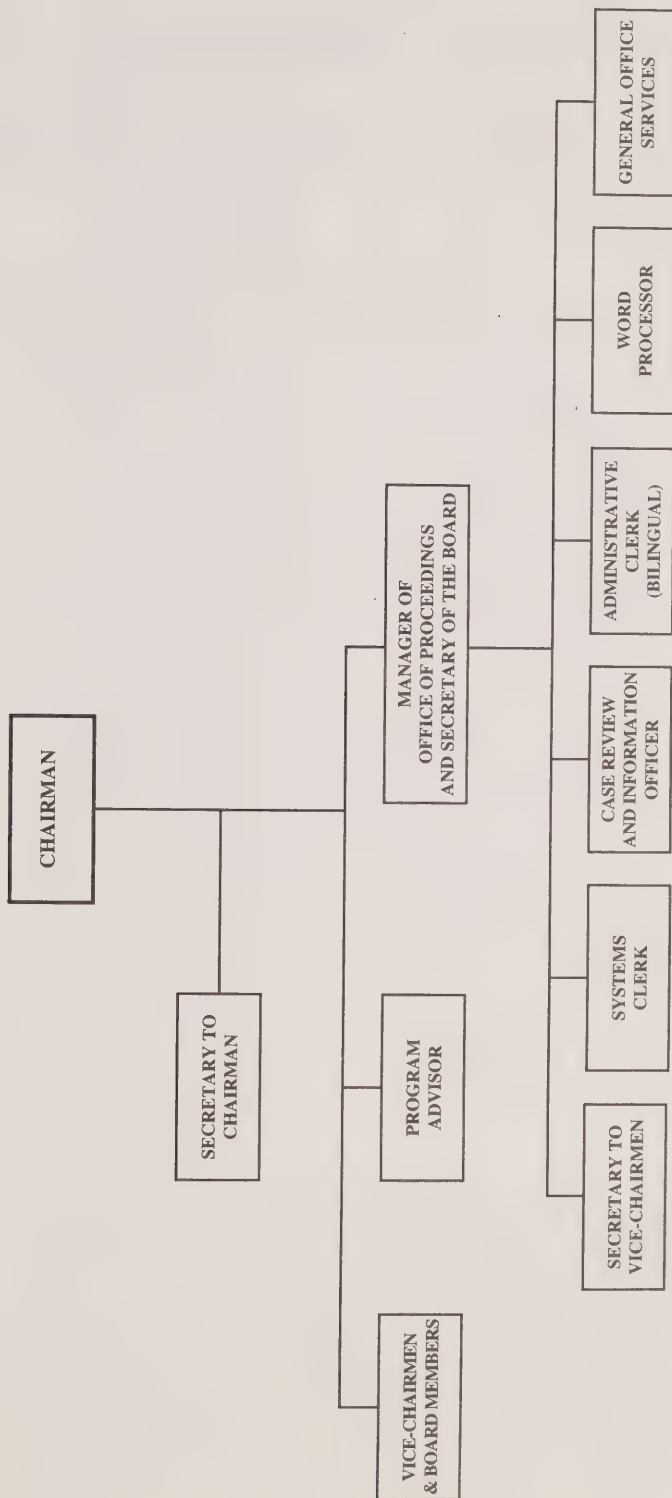 CHAIRMAN
SECRETARY TO
CHAIRMAN
VICE-CHAIRMEN
& BOARD MEMBERS
PROGRAM
ADVISOR
MANAGER OF
OFFICE OF PROCEEDINGS
AND SECRETARY OF THE BOARD
SECRETARY TO
VICE-CHAIRMEN
SYSTEMS
CLERK
CASE REVIEW
AND INFORMATION
OFFICER
ADMINISTRATIVE
CLERK
(BILINGUAL)
WORD
PROCESSOR
GENERAL OFFICE
SERVICES